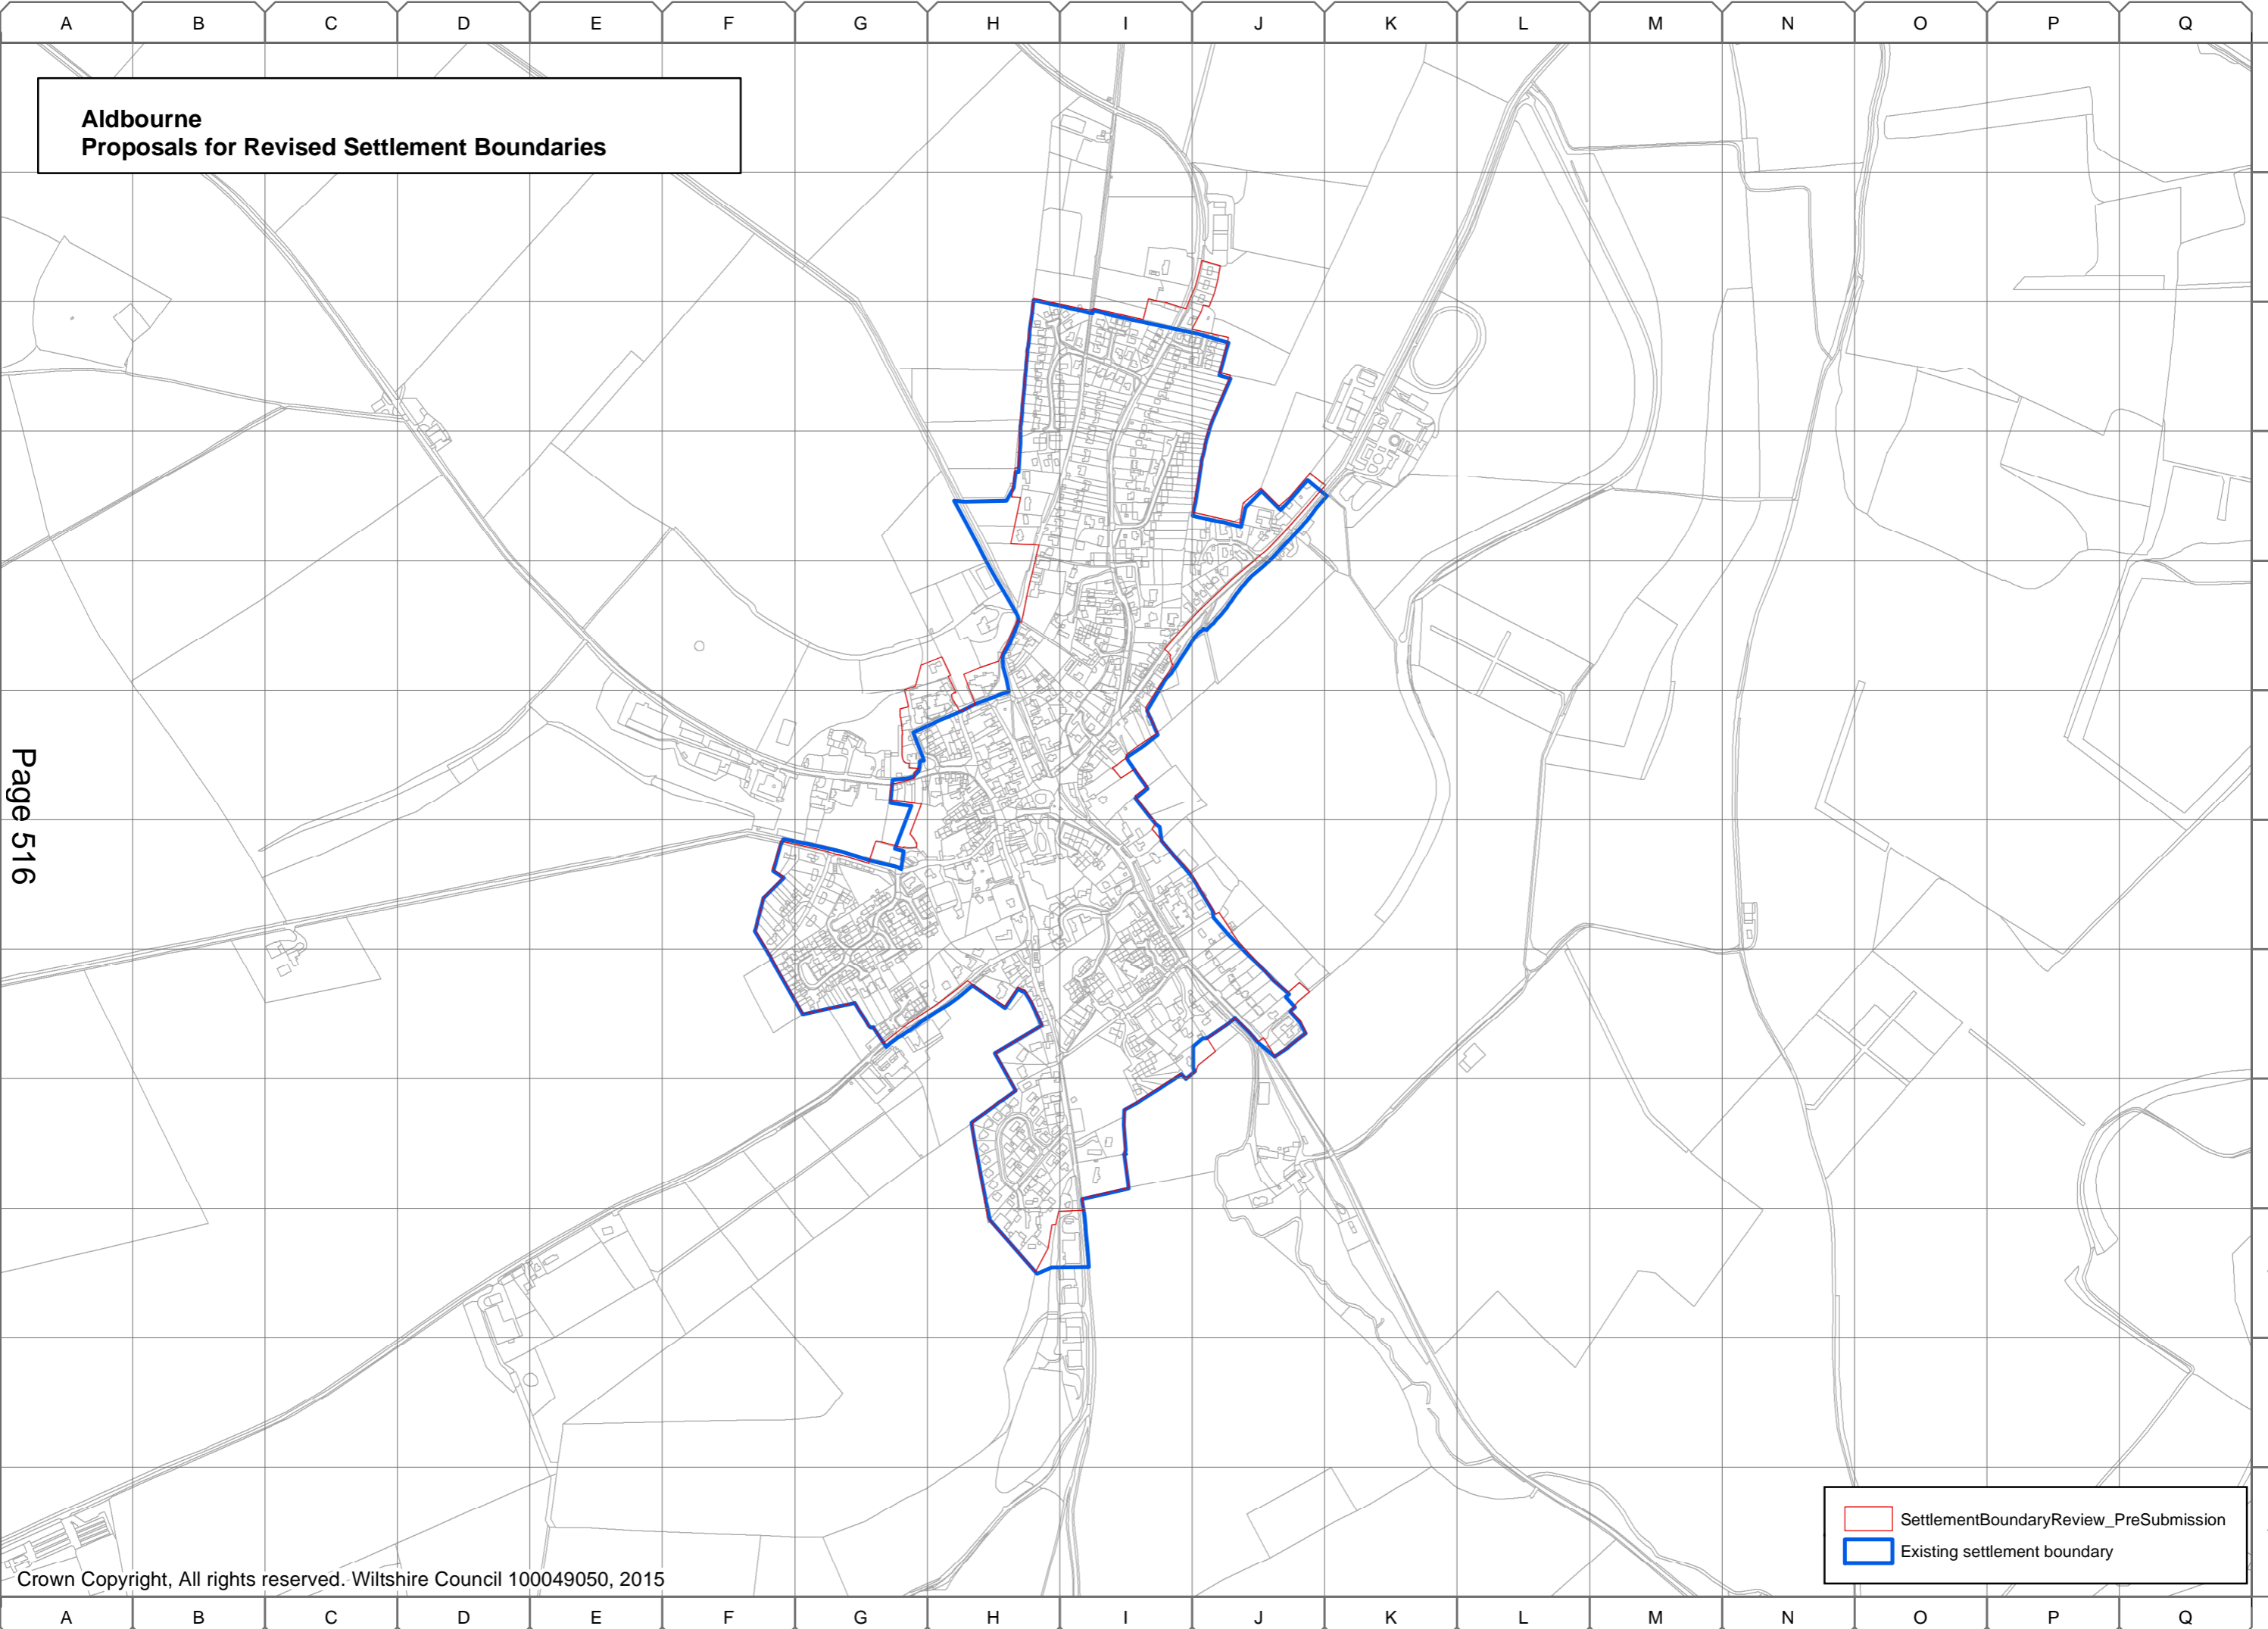 A B C D E F G H I J K L M N O P Q
Aldbourne
Proposals for Revised Settlement Boundaries
Page 516
SettlementBoundaryReview_PreSubmission
Existing settlement boundary
Crown Copyright, All rights reserved. Wiltshire Council 100049050, 2015
A B C D E F G H I J K L M N O P Q